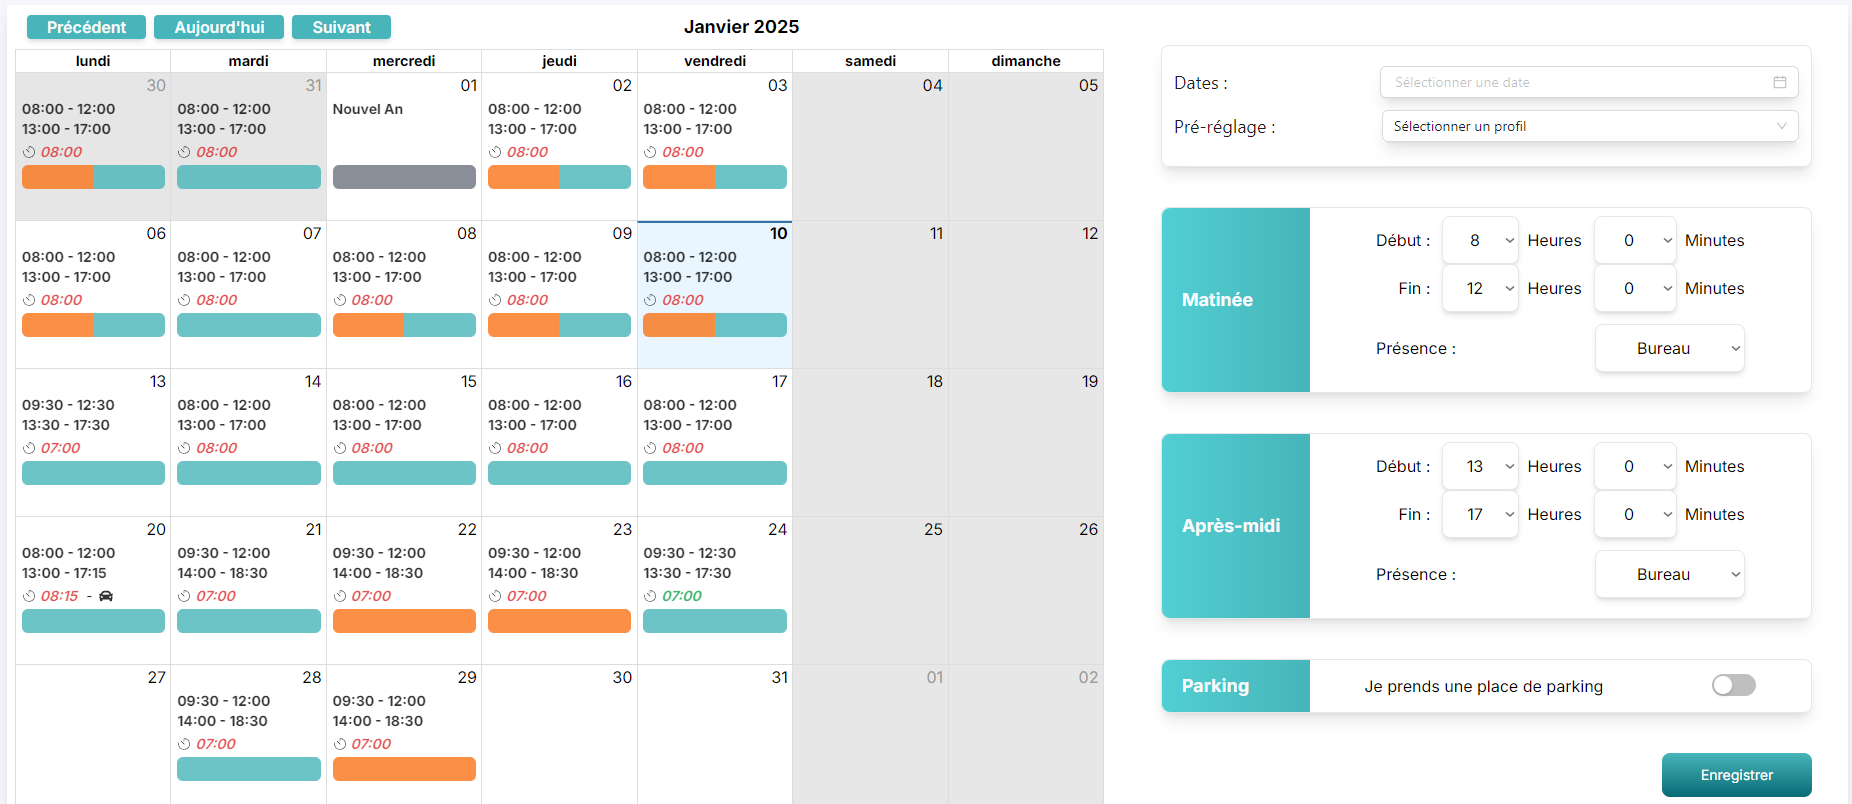 Précédent Aujourd'hui Suivant
Janvier 2025
lundi mardi mercredi jeudi vendredi samedi dimanche
30 31 01 02 03 04 05
08:00 - 12:00 08:00 - 12:00 Nouvel An 08:00 - 12:00 08:00 - 12:00
13:00 - 17:00 13:00 - 17:00 13:00 - 17:00 13:00 - 17:00
08:00 08:00 08:00 08:00
06 07 08 09 10 11 12
08:00 - 12:00 08:00 - 12:00 08:00 - 12:00 08:00 - 12:00 08:00 - 12:00
13:00 - 17:00 13:00 - 17:00 13:00 - 17:00 13:00 - 17:00 13:00 - 17:00
08:00 08:00 08:00 08:00 08:00
13 14 15 16 17 18 19
09:30 - 12:30 08:00 - 12:00 08:00 - 12:00 08:00 - 12:00 08:00 - 12:00
13:30 - 17:30 13:00 - 17:00 13:00 - 17:00 13:00 - 17:00 13:00 - 17:00
07:00 08:00 08:00 08:00 08:00
20 21 22 23 24 25 26
08:00 - 12:00 09:30 - 12:00 09:30 - 12:00 09:30 - 12:00 09:30 - 12:30
13:00 - 17:15 14:00 - 18:30 14:00 - 18:30 14:00 - 18:30 13:30 - 17:30
08:15 - 07:00 07:00 07:00 07:00
27 28 29 30 31 01 02
09:30 - 12:00 09:30 - 12:00
14:00 - 18:30 14:00 - 18:30
07:00 07:00
Dates : Sélectionner une date
Pré-réglage : Sélectionner un profil
Matinée
Début : 8 Heures 0 Minutes
Fin : 12 Heures 0 Minutes
Présence : Bureau
Après-midi
Début : 13 Heures 0 Minutes
Fin : 17 Heures 0 Minutes
Présence : Bureau
Parking Je prends une place de parking
Enregistrer